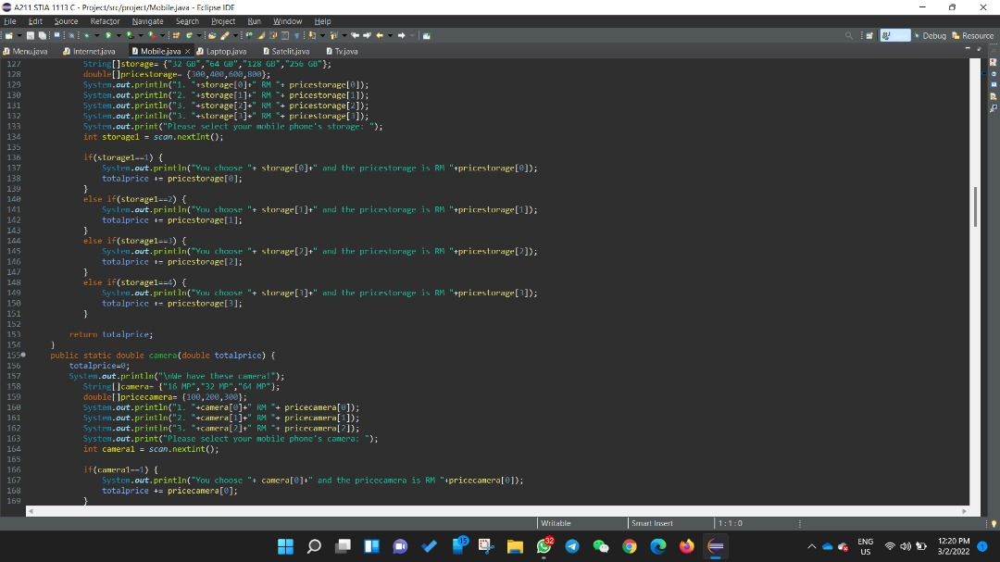 A211 STIA 1113 C - Project/src/project/Mobile.java - Eclipse IDE
File Edit Source Refactor Navigate Search Project Run Window Help
Debug Resource
Menu.java Internet.java Mobile.java Laptop.java Satelit.java Tv.java
127 String[]storage= {"32 GB","64 GB","128 GB","256 GB"};
128 double[]pricestorage= {300,400,600,800};
129 System.out.println("1. "+storage[0]+" RM "+ pricestorage[0]);
130 System.out.println("2. "+storage[1]+" RM "+ pricestorage[1]);
131 System.out.println("3. "+storage[2]+" RM "+ pricestorage[2]);
132 System.out.println("3. "+storage[3]+" RM "+ pricestorage[3]);
133 System.out.print("Please select your mobile phone's storage: ");
134 int storage1 = scan.nextInt();
135
136 if(storage1==1) {
137 System.out.println("You choose "+ storage[0]+" and the pricestorage is RM "+pricestorage[0]);
138 totalprice += pricestorage[0];
139 }
140 else if(storage1==2) {
141 System.out.println("You choose "+ storage[1]+" and the pricestorage is RM "+pricestorage[1]);
142 totalprice += pricestorage[1];
143 }
144 else if(storage1==3) {
145 System.out.println("You choose "+ storage[2]+" and the pricestorage is RM "+pricestorage[2]);
146 totalprice += pricestorage[2];
147 }
148 else if(storage1==4) {
149 System.out.println("You choose "+ storage[3]+" and the pricestorage is RM "+pricestorage[3]);
150 totalprice += pricestorage[3];
151 }
152
153 return totalprice;
154 }
155 public static double camera(double totalprice) {
156 totalprice=0;
157 System.out.println("\nWe have these camera!");
158 String[]camera= {"16 MP","32 MP","64 MP"};
159 double[]pricecamera= {100,200,300};
160 System.out.println("1. "+camera[0]+" RM "+ pricecamera[0]);
161 System.out.println("2. "+camera[1]+" RM "+ pricecamera[1]);
162 System.out.println("3. "+camera[2]+" RM "+ pricecamera[2]);
163 System.out.print("Please select your mobile phone's camera: ");
164 int camera1 = scan.nextInt();
165
166 if(camera1==1) {
167 System.out.println("You choose "+ camera[0]+" and the pricecamera is RM "+pricecamera[0]);
168 totalprice += pricecamera[0];
169 }
Writable Smart Insert 1 : 1 : 0
15 32
ENG US 12:20 PM 3/2/2022 1